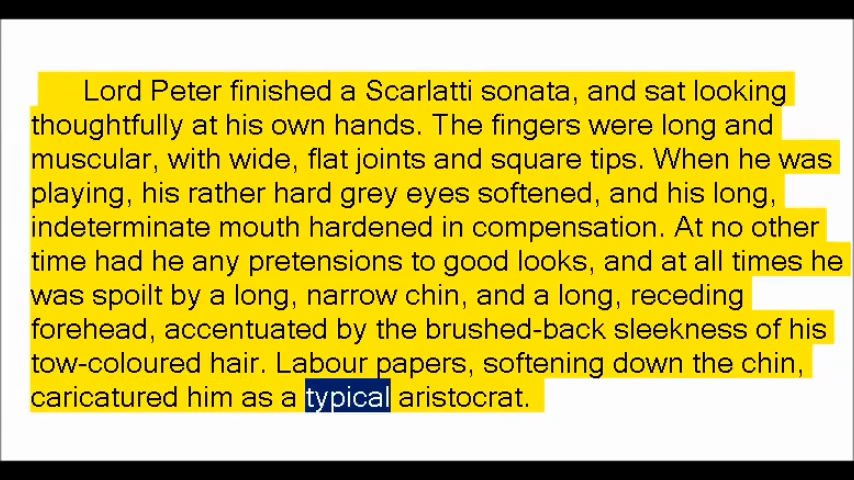 Lord Peter finished a Scarlatti sonata, and sat looking
thoughtfully at his own hands. The fingers were long and
muscular, with wide, flat joints and square tips. When he was
playing, his rather hard grey eyes softened, and his long,
indeterminate mouth hardened in compensation. At no other
time had he any pretensions to good looks, and at all times he
was spoilt by a long, narrow chin, and a long, receding
forehead, accentuated by the brushed-back sleekness of his
tow-coloured hair. Labour papers, softening down the chin,
caricatured him as a typical aristocrat.